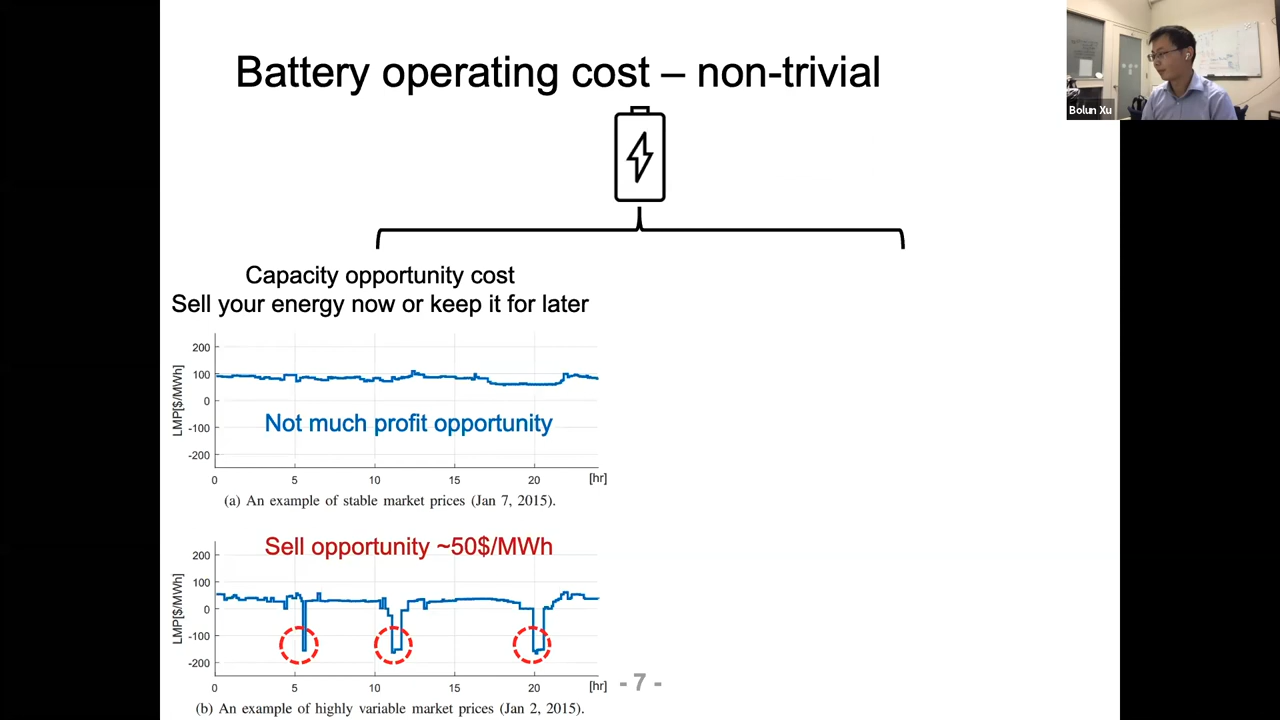 Battery operating cost – non-trivial
Bolun Xu
Capacity opportunity cost
Sell your energy now or keep it for later
200
100
0
-100
-200
LMP[$/MWh]
Not much profit opportunity
0 5 10 15 20 [hr]
(a) An example of stable market prices (Jan 7, 2015).
Sell opportunity ~50$/MWh
200
100
0
-100
-200
LMP[$/MWh]
0 5 10 15 20 [hr]
- 7 -
(b) An example of highly variable market prices (Jan 2, 2015).